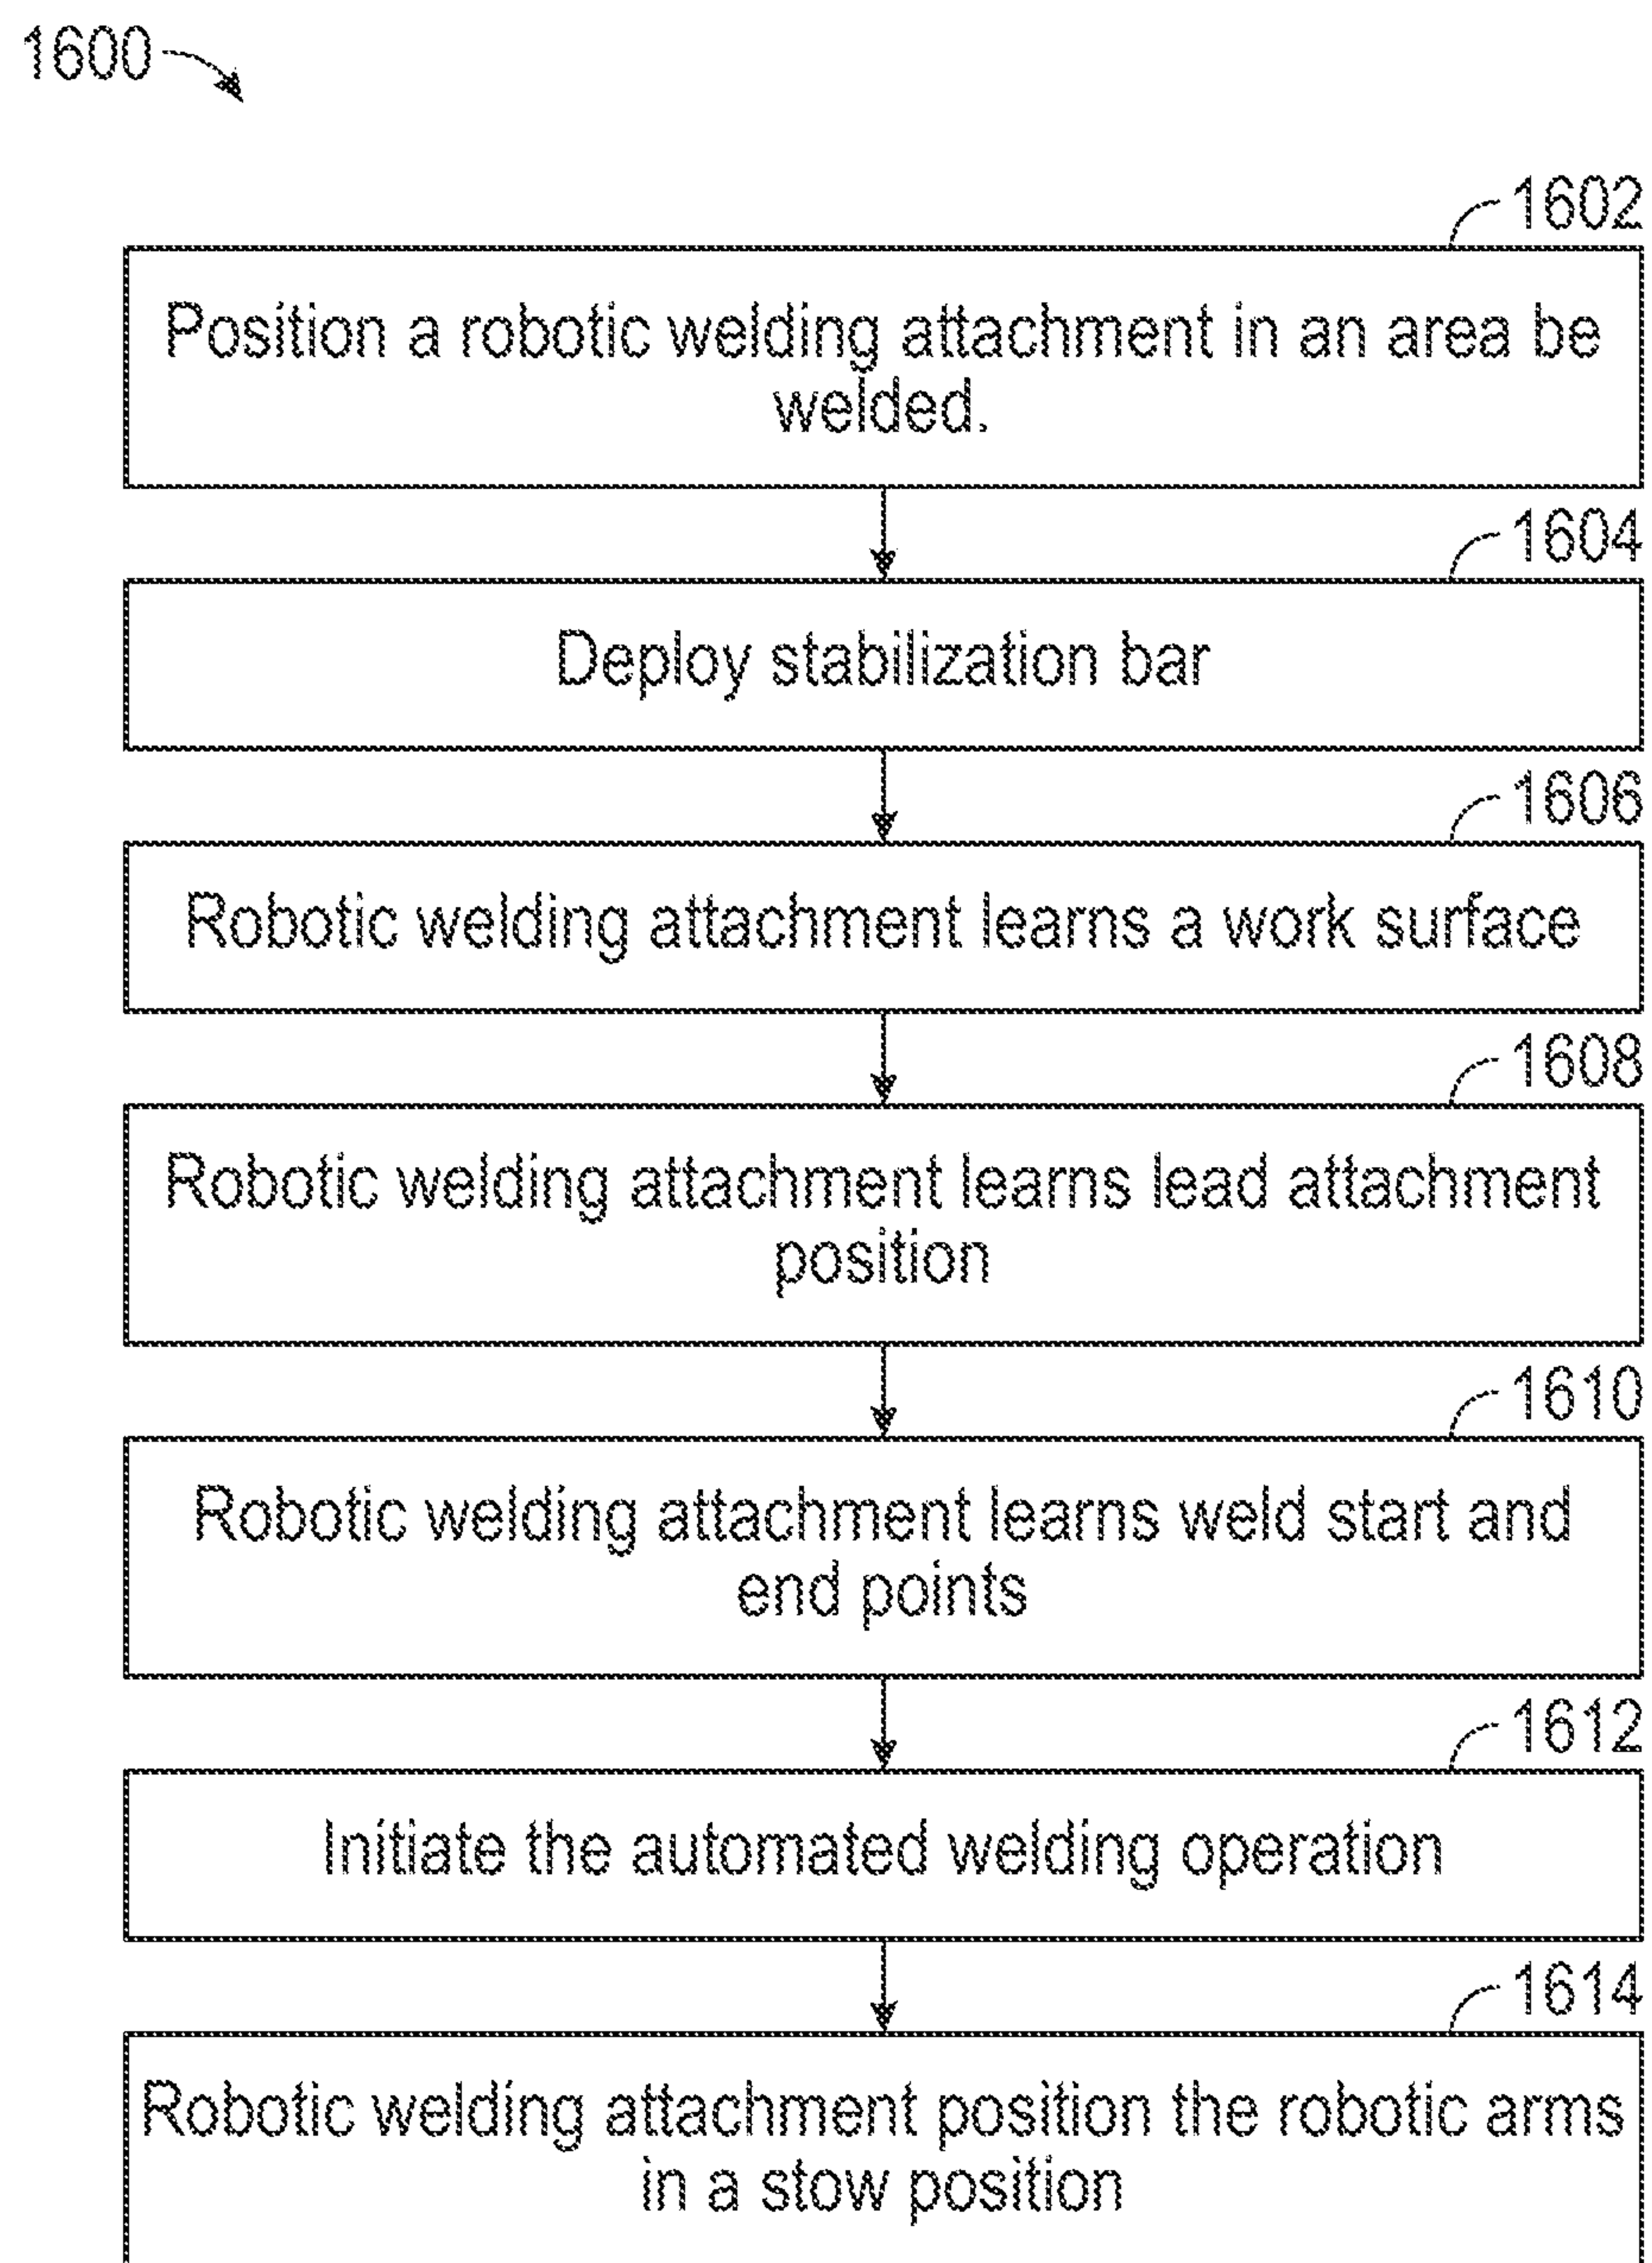 1600
1602
Position a robotic welding attachment in an area be
welded.
1604
Deploy stabilization bar
1606
Robotic welding attachment learns a work surface
1608
Robotic welding attachment learns lead attachment
position
1610
Robotic welding attachment learns weld start and
end points
1612
Initiate the automated welding operation
1614
Robotic welding attachment position the robotic arms
in a stow position